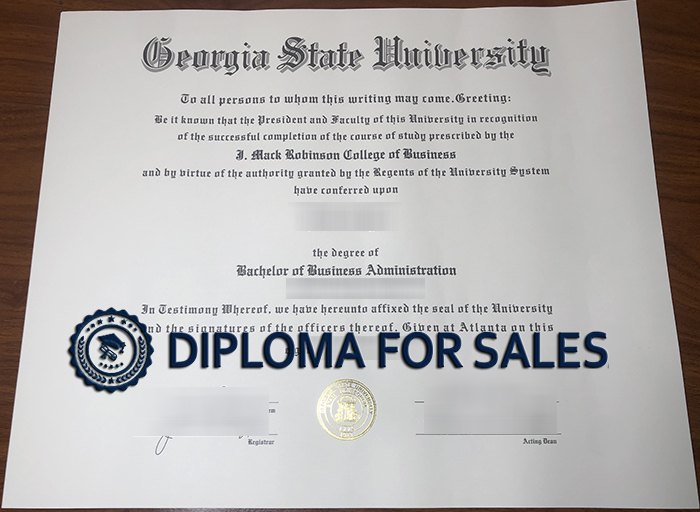 Georgia State University
To all persons to whom this writing may come. Greeting:
Be it known that the President and Faculty of this University in recognition
of the successful completion of the course of study prescribed by the
J. Mack Robinson College of Business
and by virtue of the authority granted by the Regents of the University System
have conferred upon
the degree of
Bachelor of Business Administration
In Testimony Whereof, we have hereunto affixed the seal of the University
and the signatures of the officers thereof. Given at Atlanta on this
DIPLOMA FOR SALES
Registrar
Acting Dean